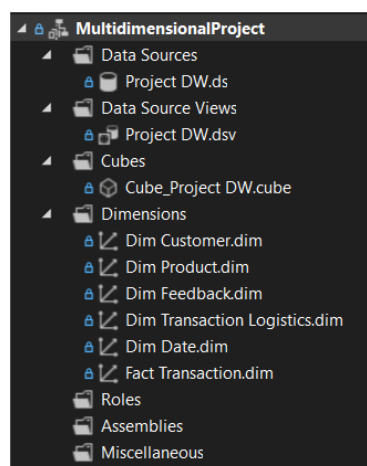 MultidimensionalProject
Data Sources
Project DW.ds
Data Source Views
Project DW.dsv
Cubes
Cube_Project DW.cube
Dimensions
Dim Customer.dim
Dim Product.dim
Dim Feedback.dim
Dim Transaction Logistics.dim
Dim Date.dim
Fact Transaction.dim
Roles
Assemblies
Miscellaneous